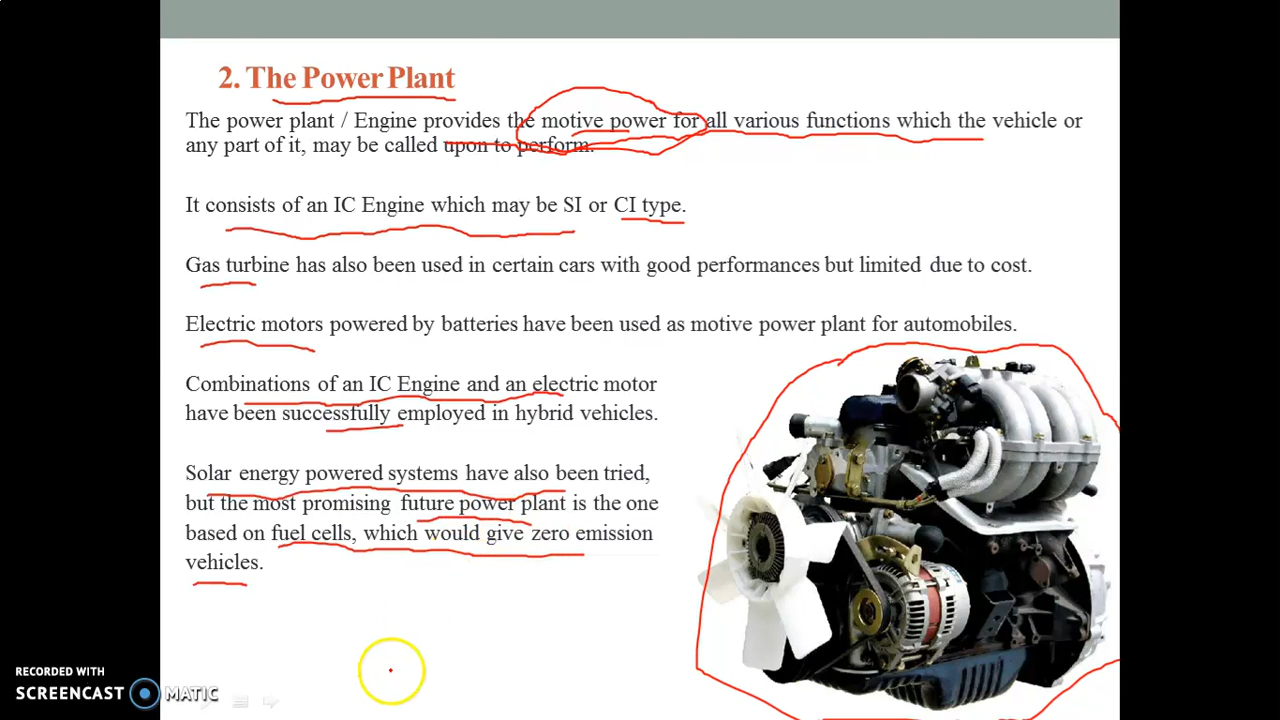 2. The Power Plant
The power plant / Engine provides the motive power for all various functions which the vehicle or
any part of it, may be called upon to perform.
It consists of an IC Engine which may be SI or CI type.
Gas turbine has also been used in certain cars with good performances but limited due to cost.
Electric motors powered by batteries have been used as motive power plant for automobiles.
Combinations of an IC Engine and an electric motor
have been successfully employed in hybrid vehicles.
Solar energy powered systems have also been tried,
but the most promising future power plant is the one
based on fuel cells, which would give zero emission
vehicles.
RECORDED WITH
SCREENCAST MATIC